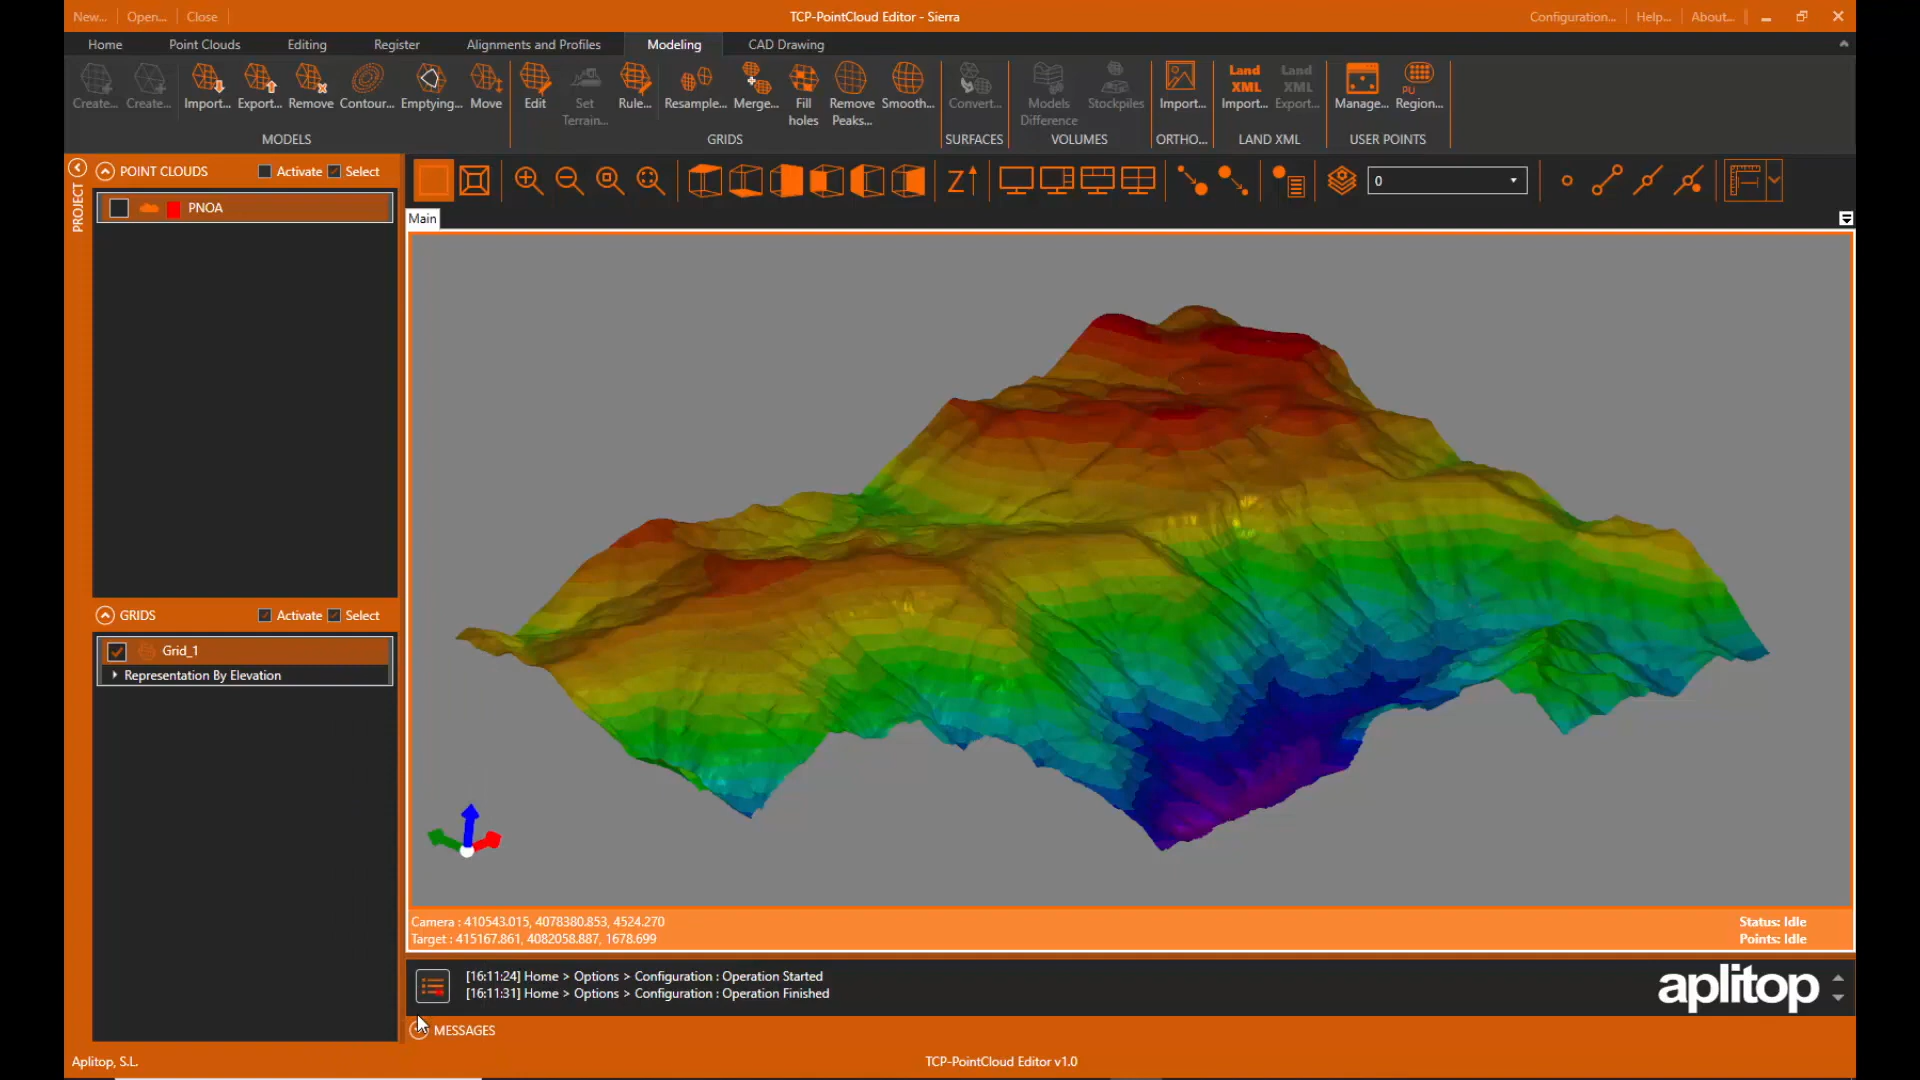 New... Open... Close TCP-PointCloud Editor - Sierra Configuration... Help... About...
Home Point Clouds Editing Register Alignments and Profiles Modeling CAD Drawing
Create... Create... Import... Export... Remove Contour... Emptying... Move Edit Set Terrain... Rule... Resample... Merge... Fill holes Remove Peaks... Smooth... Convert... Models Difference Stockpiles Import... Land XML Import... Land XML Export... Manage... PU Region...
MODELS GRIDS SURFACES VOLUMES ORTHO... LAND XML USER POINTS
PROJECT
POINT CLOUDS Activate Select
PNOA
Z 0
Main
GRIDS Activate Select
Grid_1
Representation By Elevation
Camera : 410543.015, 4078380.853, 4524.270
Target : 415167.861, 4082058.887, 1678.699
Status: Idle
Points: Idle
[16:11:24] Home > Options > Configuration : Operation Started
[16:11:31] Home > Options > Configuration : Operation Finished
aplitop
MESSAGES
Aplitop, S.L. TCP-PointCloud Editor v1.0